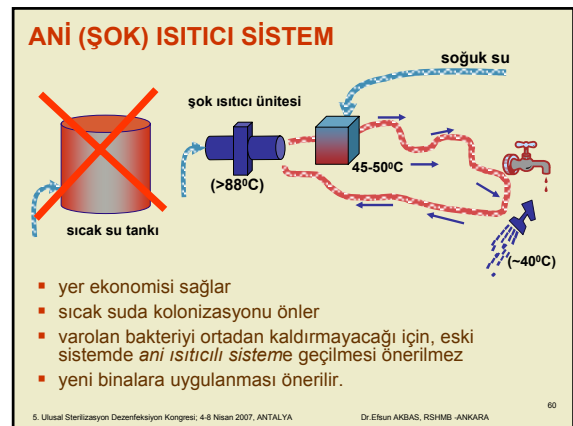 ANİ (ŞOK) ISITICI SİSTEM
soğuk su
şok ısıtıcı ünitesi
(>88⁰C)
45-50⁰C
sıcak su tankı
(~40⁰C)
▪ yer ekonomisi sağlar
▪ sıcak suda kolonizasyonu önler
▪ varolan bakteriyi ortadan kaldırmayacağı için, eski
sistemde ani ısıtıcılı sisteme geçilmesi önerilmez
▪ yeni binalara uygulanması önerilir.
60
5. Ulusal Sterilizasyon Dezenfeksiyon Kongresi; 4-8 Nisan 2007, ANTALYA Dr.Efsun AKBAS, RSHMB -ANKARA